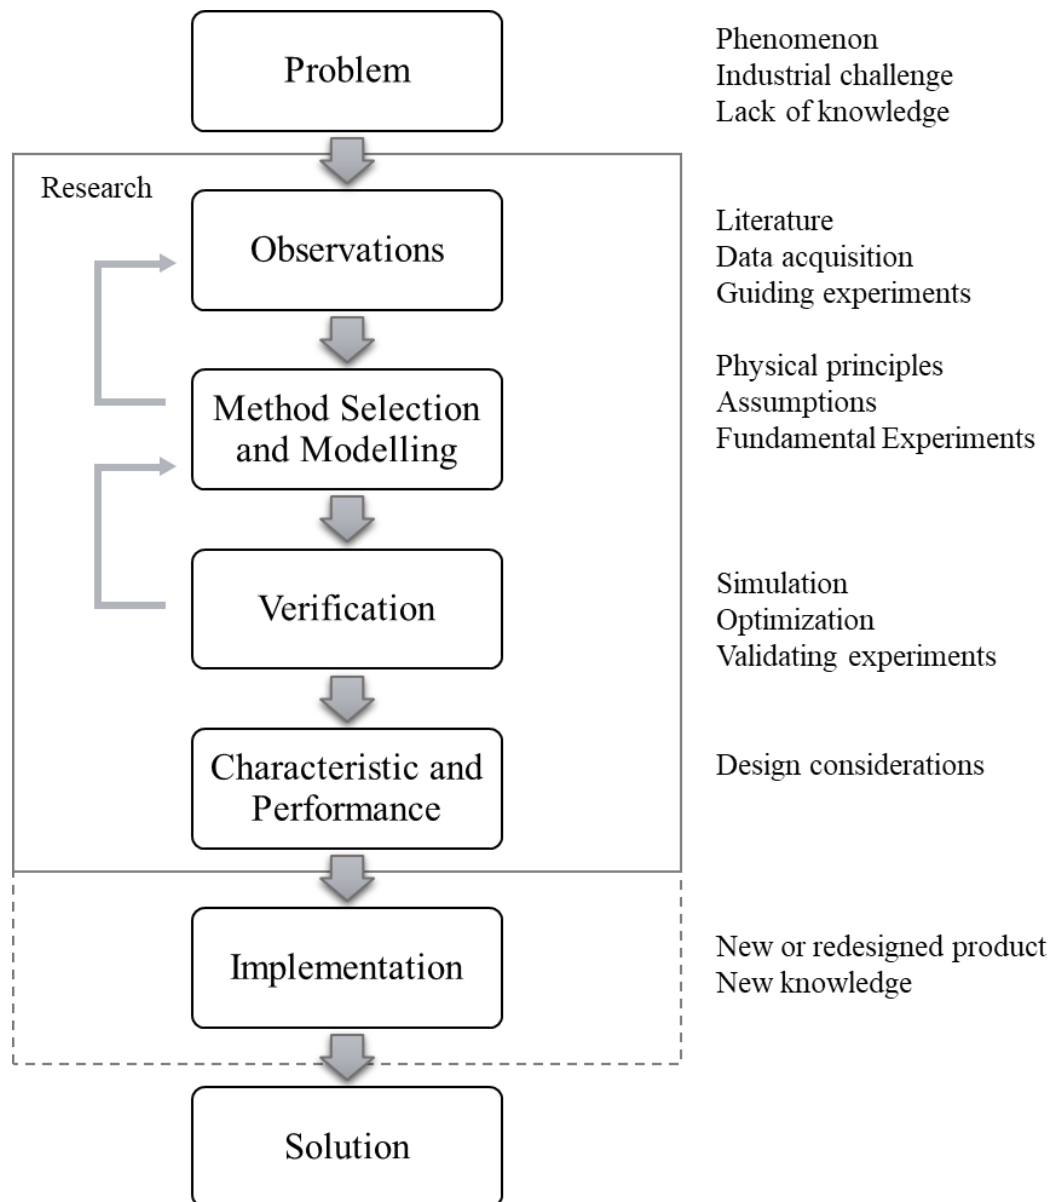 Problem
Phenomenon
Industrial challenge
Lack of knowledge
Research
Observations
Literature
Data acquisition
Guiding experiments
Method Selection
and Modelling
Physical principles
Assumptions
Fundamental Experiments
Verification
Simulation
Optimization
Validating experiments
Characteristic and
Performance
Design considerations
Implementation
New or redesigned product
New knowledge
Solution